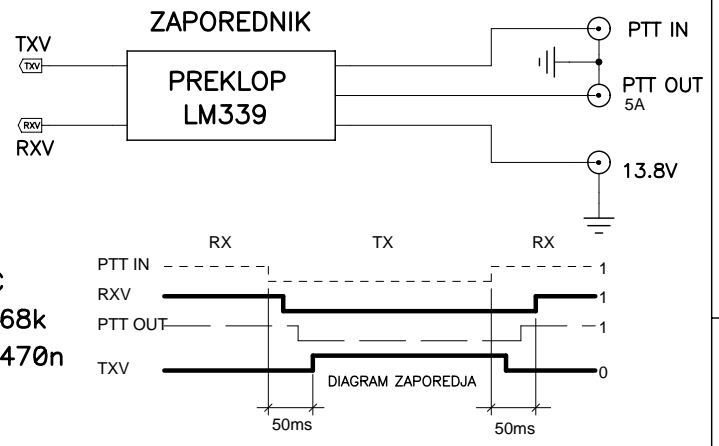 ZAPOREDNIK
TXV
TXV
PREKLOP
LM339
RXV
RXV
PTT IN
PTT OUT
5A
13.8V
RX TX RX
PTT IN 1
RXV 1
68k
PTT OUT 1
470n
TXV 0
DIAGRAM ZAPOREDJA
50ms 50ms